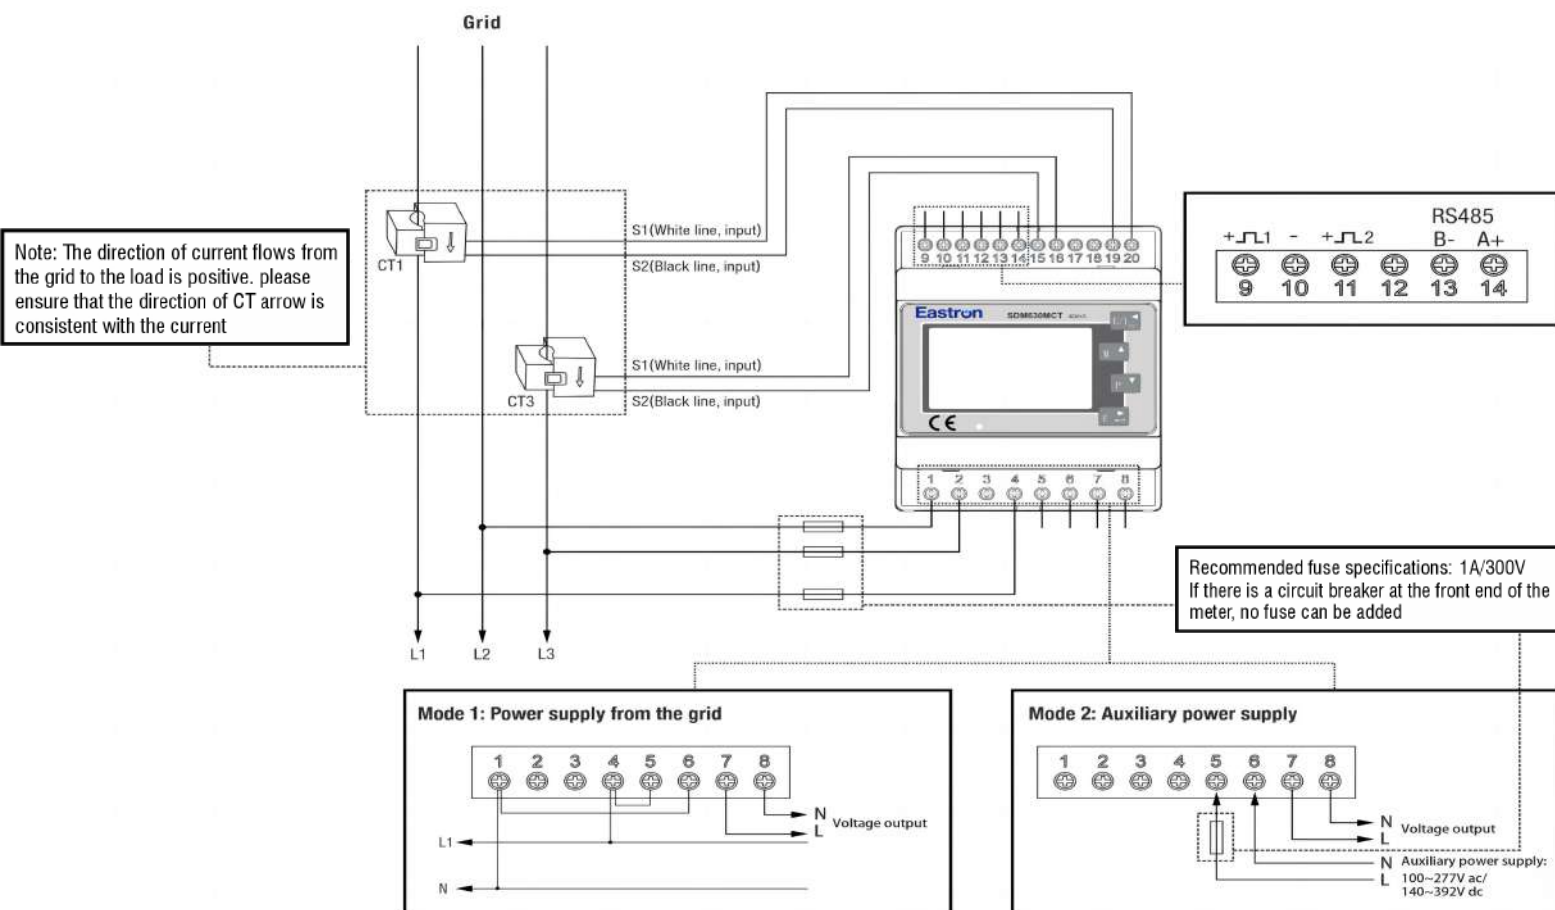 Grid
S1(White line, input)
S2(Black line, input)
CT1
Note: The direction of current flows from
the grid to the load is positive. please
ensure that the direction of CT arrow is
consistent with the current
S1(White line, input)
S2(Black line, input)
CT3
9 10 11 12 13 14 15 16 17 18 19 20
Eastron SDM630MCT
CE
1 2 3 4 5 6 7 8
RS485
+ 1 - + 2 B- A+
9 10 11 12 13 14
Recommended fuse specifications: 1A/300V
If there is a circuit breaker at the front end of the
meter, no fuse can be added
L1 L2 L3
Mode 1: Power supply from the grid
1 2 3 4 5 6 7 8
N
L
Voltage output
L1
N
Mode 2: Auxiliary power supply
1 2 3 4 5 6 7 8
N
L
Voltage output
N
L
Auxiliary power supply:
100~277V ac/
140~392V dc